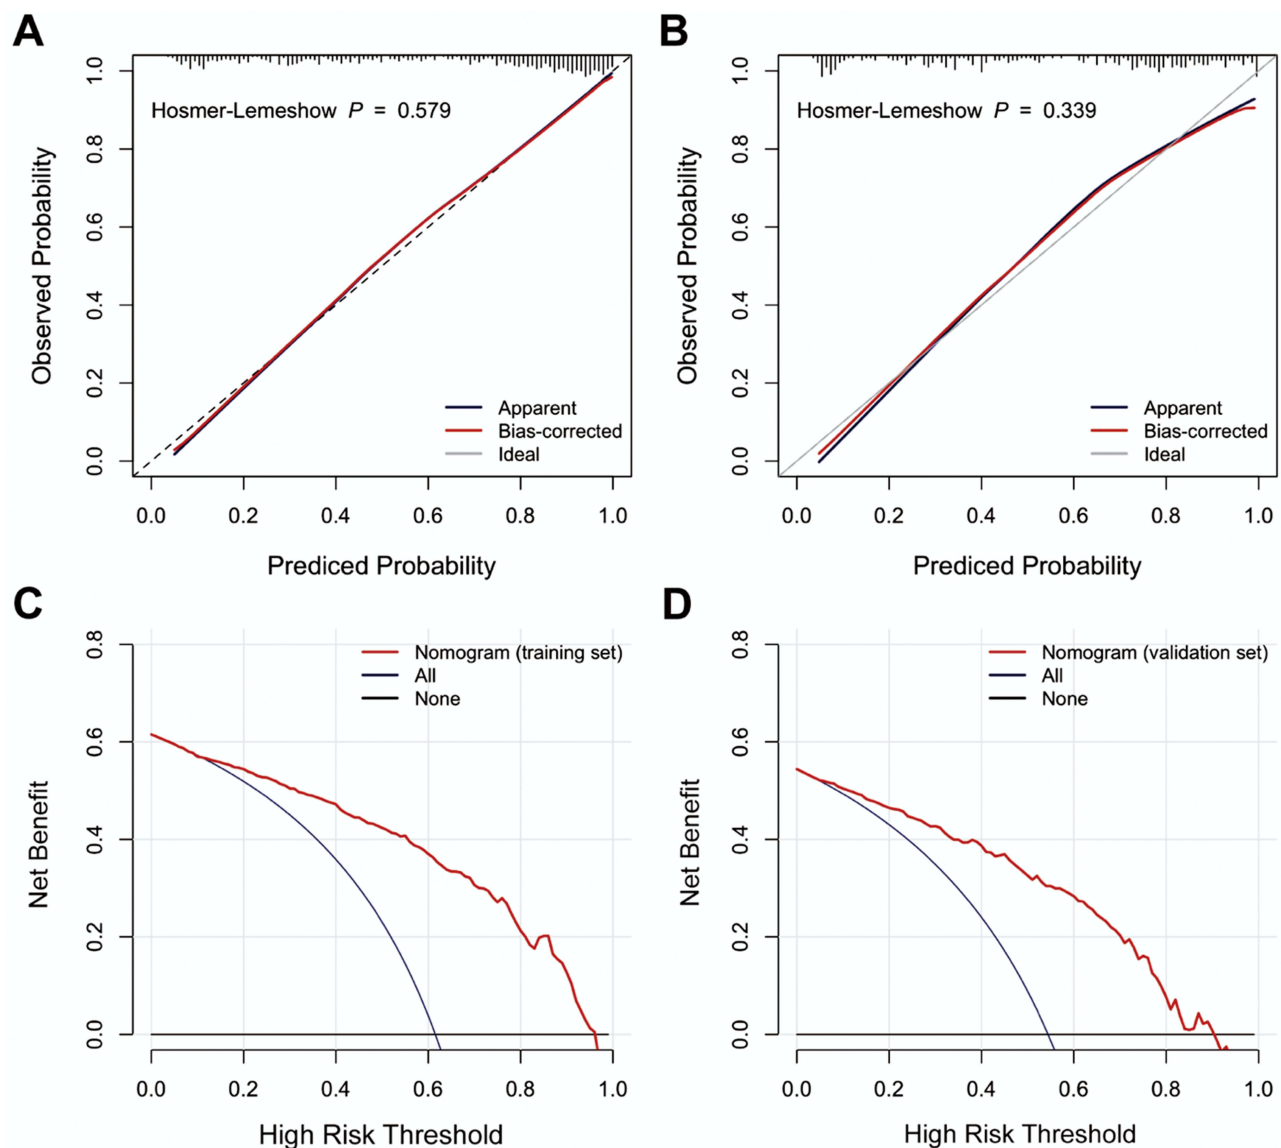 A
Hosmer-Lemeshow P = 0.579
Observed Probability
1.0
0.8
0.6
0.4
0.2
0.0
Apparent
Bias-corrected
Ideal
0.0 0.2 0.4 0.6 0.8 1.0
Prediced Probability
B
Hosmer-Lemeshow P = 0.339
Observed Probability
1.0
0.8
0.6
0.4
0.2
0.0
Apparent
Bias-corrected
Ideal
0.0 0.2 0.4 0.6 0.8 1.0
Prediced Probability
C
Net Benefit
0.8
0.6
0.4
0.2
0.0
Nomogram (training set)
All
None
0.0 0.2 0.4 0.6 0.8 1.0
High Risk Threshold
D
Net Benefit
0.8
0.6
0.4
0.2
0.0
Nomogram (validation set)
All
None
0.0 0.2 0.4 0.6 0.8 1.0
High Risk Threshold